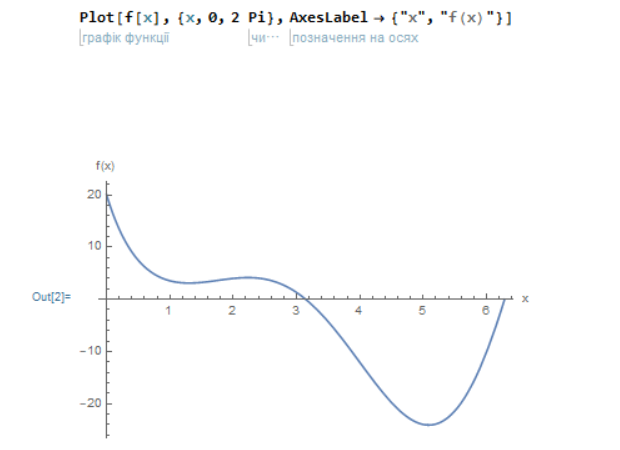 Plot[f[x], {x, 0, 2 Pi}, AxesLabel → {"x", "f(x)"}]
графік функції чи⋯ позначення на осях
f(x)
20
10
Out[2]=
x
1 2 3 4 5 6
-10
-20